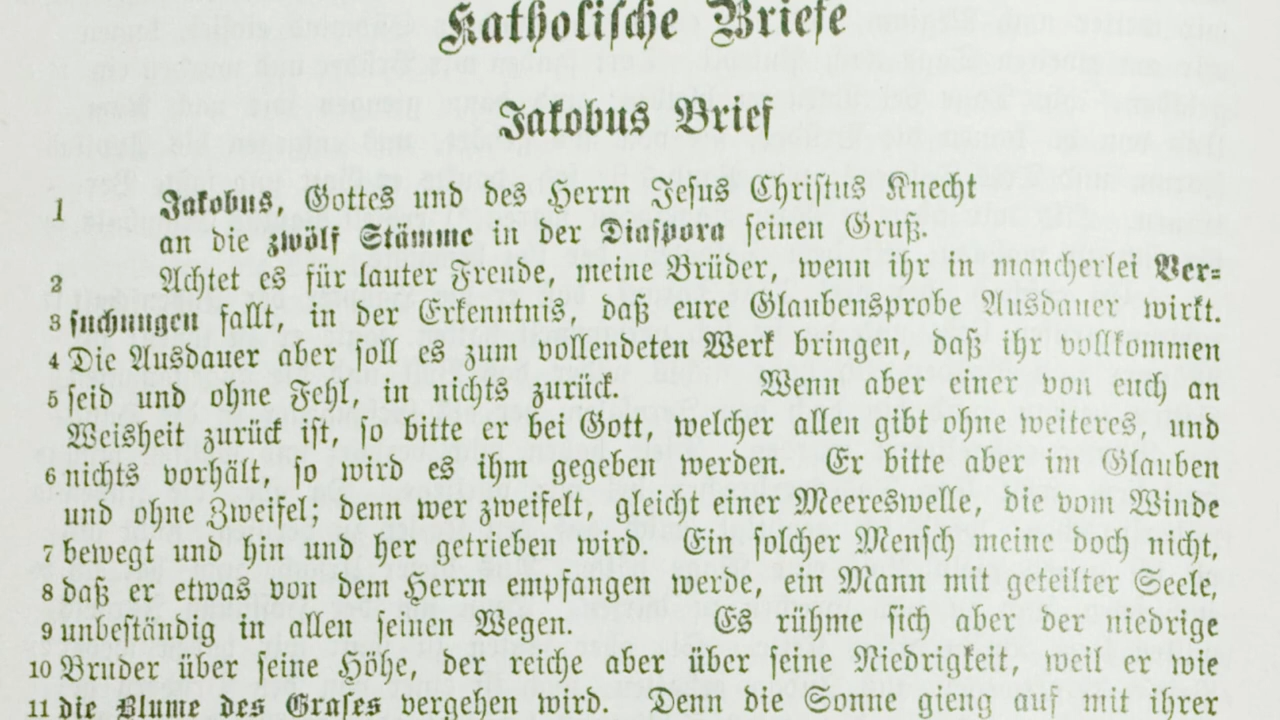 Katholische Briefe
Jakobus Brief
1 Jakobus, Gottes und des Herrn Jesus Christus Knecht
an die zwölf Stämme in der Diaspora seinen Gruß.
2 Achtet es für lauter Freude, meine Brüder, wenn ihr in mancherlei Ver-
3 suchungen fallt, in der Erkenntnis, daß eure Glaubensprobe Ausdauer wirkt.
4 Die Ausdauer aber soll es zum vollendeten Werk bringen, daß ihr vollkommen
5 seid und ohne Fehl, in nichts zurück. Wenn aber einer von euch an
Weisheit zurück ist, so bitte er bei Gott, welcher allen gibt ohne weiteres, und
6 nichts vorhält, so wird es ihm gegeben werden. Er bitte aber im Glauben
und ohne Zweifel; denn wer zweifelt, gleicht einer Meereswelle, die vom Winde
7 bewegt und hin und her getrieben wird. Ein solcher Mensch meine doch nicht,
8 daß er etwas von dem Herrn empfangen werde, ein Mann mit geteilter Seele,
9 unbeständig in allen seinen Wegen. Es rühme sich aber der niedrige
10 Bruder über seine Höhe, der reiche aber über seine Niedrigkeit, weil er wie
11 die Blume des Grases vergehen wird. Denn die Sonne gieng auf mit ihrer